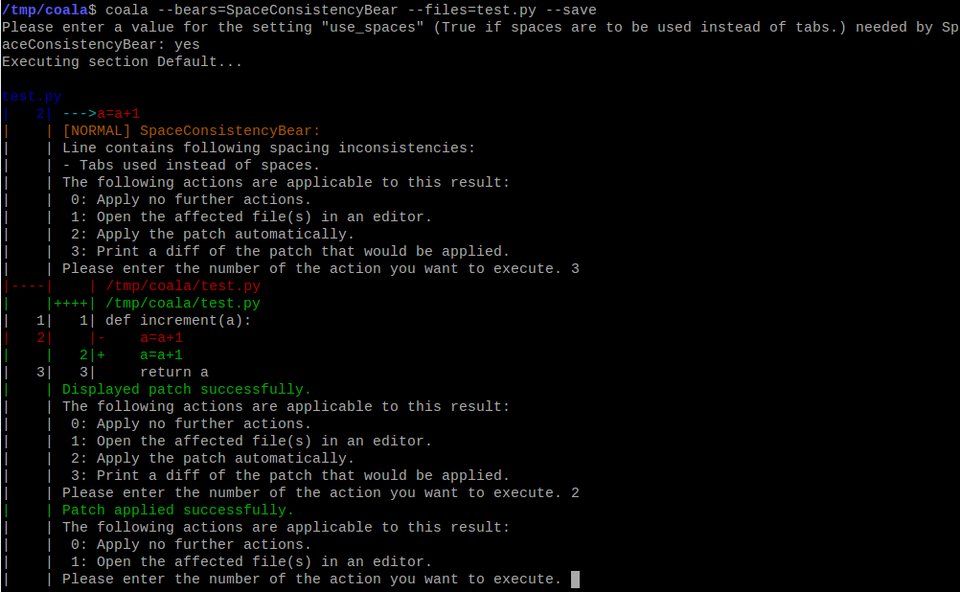 /tmp/coala$ coala --bears=SpaceConsistencyBear --files=test.py --save
Please enter a value for the setting "use_spaces" (True if spaces are to be used instead of tabs.) needed by Sp
aceConsistencyBear: yes
Executing section Default...

test.py
|   2| --->a=a+1
|    | [NORMAL] SpaceConsistencyBear:
|    | Line contains following spacing inconsistencies:
|    | - Tabs used instead of spaces.
|    | The following actions are applicable to this result:
|    |  0: Apply no further actions.
|    |  1: Open the affected file(s) in an editor.
|    |  2: Apply the patch automatically.
|    |  3: Print a diff of the patch that would be applied.
|    | Please enter the number of the action you want to execute. 3
|----|    | /tmp/coala/test.py
|    |++++| /tmp/coala/test.py
|   1|   1| def increment(a):
|   2|    |-    a=a+1
|    |   2|+    a=a+1
|   3|   3|     return a
|    | Displayed patch successfully.
|    | The following actions are applicable to this result:
|    |  0: Apply no further actions.
|    |  1: Open the affected file(s) in an editor.
|    |  2: Apply the patch automatically.
|    |  3: Print a diff of the patch that would be applied.
|    | Please enter the number of the action you want to execute. 2
|    | Patch applied successfully.
|    | The following actions are applicable to this result:
|    |  0: Apply no further actions.
|    |  1: Open the affected file(s) in an editor.
|    | Please enter the number of the action you want to execute.